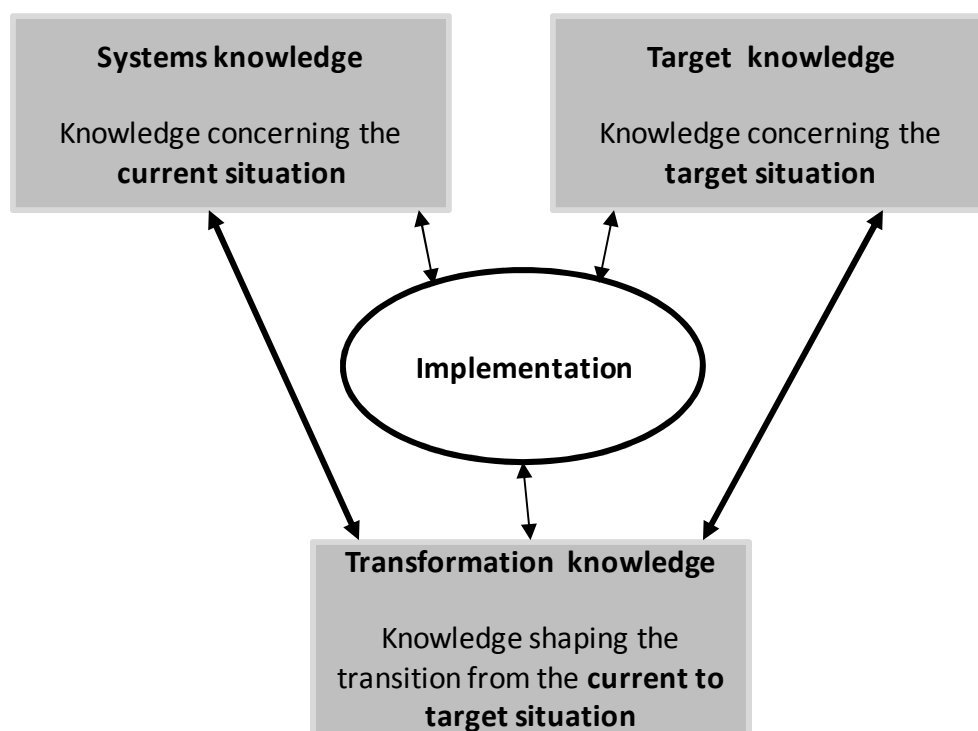 Systems knowledge
Knowledge concerning the
current situation
Target knowledge
Knowledge concerning the
target situation
Implementation
Transformation knowledge
Knowledge shaping the
transition from the current to
target situation